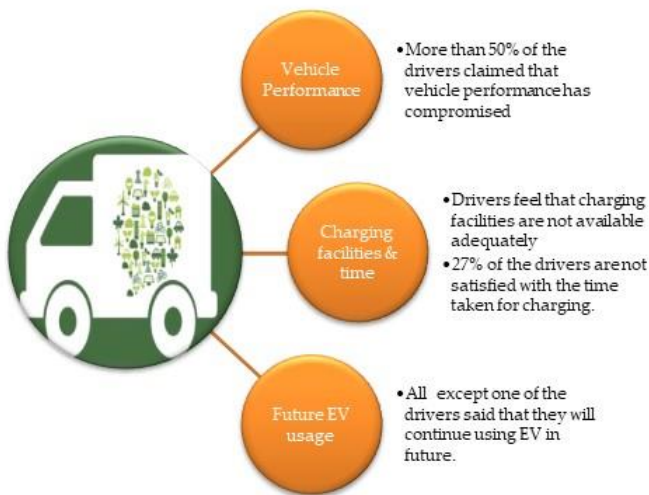 Vehicle
Performance
•More than 50% of the
drivers claimed that
vehicle performance has
compromised
Charging
facilities &
time
•Drivers feel that charging
facilities are not available
adequately
•27% of the drivers are not
satisfied with the time
taken for charging.
Future EV
usage
•All except one of the
drivers said that they will
continue using EV in
future.